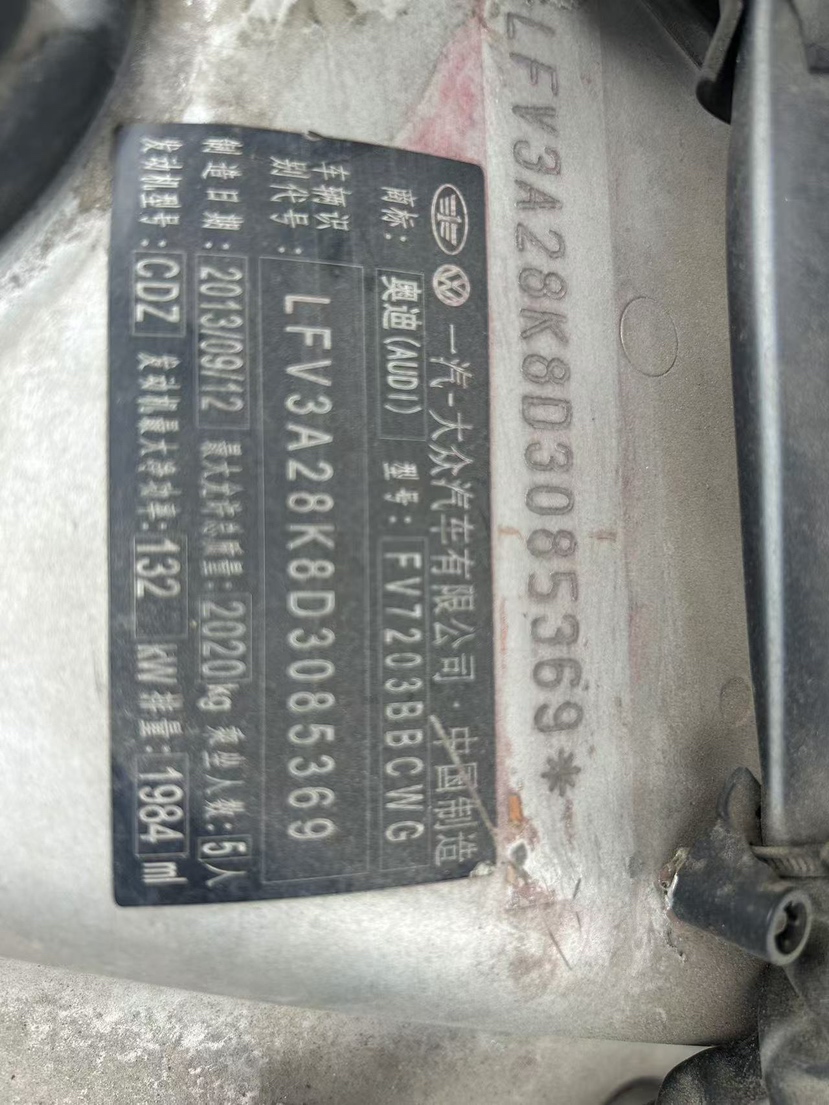 *LFV3A28K8D3085369*
一汽-大众汽车有限公司·中国制造
商标: 奥迪(AUDI) 型号: FV7203BBCWG
车辆识别代号: LFV3A28K8D3085369
制造日期: 2013/09/12 最大允许总质量: 2020kg 乘坐人数: 5人
发动机型号: CDZ 发动机最大净功率: 132 kW 排量: 1984 ml